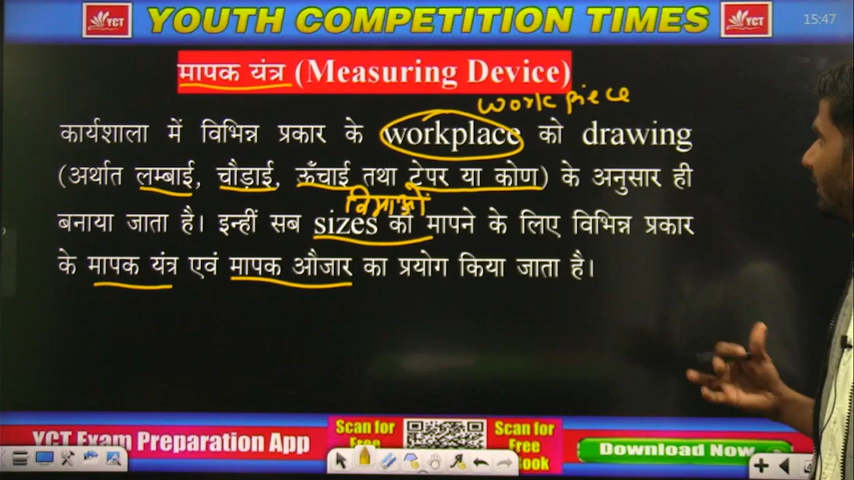 YCT
YOUTH COMPETITION TIMES
YCT
15:47
मापक यंत्र (Measuring Device)
work piece
कार्यशाला में विभिन्न प्रकार के workplace को drawing
(अर्थात लम्बाई, चौड़ाई, ऊँचाई तथा टेपर या कोण) के अनुसार ही
विमाओं
बनाया जाता है। इन्हीं सब sizes को मापने के लिए विभिन्न प्रकार
के मापक यंत्र एवं मापक औजार का प्रयोग किया जाता है।
YCT Exam Preparation App
Scan for
Free
Scan for
Free
Book
Download Now